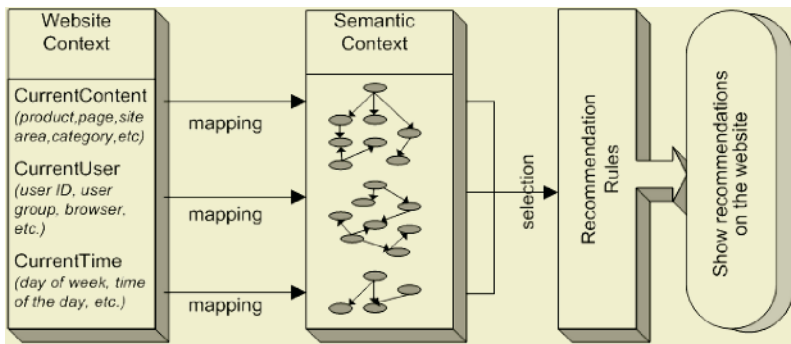 Website
Context
CurrentContent
(product,page,site
area,category,etc)
CurrentUser
(user ID, user
group, browser,
etc.)
CurrentTime
(day of week, time
of the day, etc.)
mapping
mapping
mapping
Semantic
Context
selection
Recommendation
Rules
Show recommendations
on the website